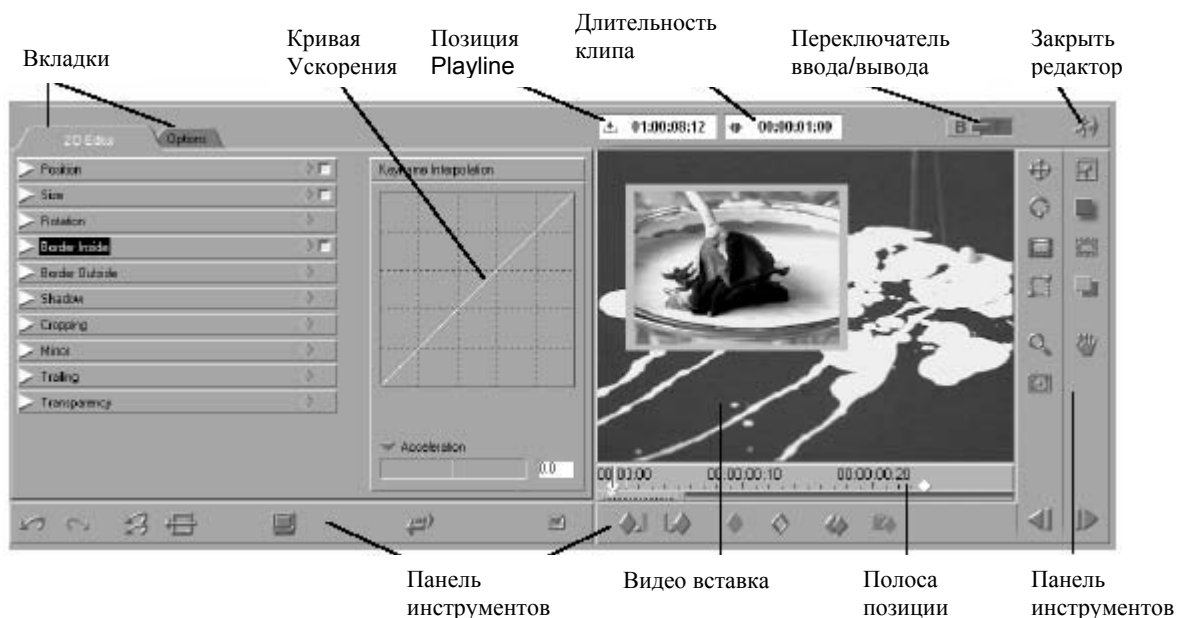 Вкладки
Кривая
Ускорения
Позиция
Playline
Длительность
клипа
Переключатель
ввода/вывода
Закрыть
редактор
2D Editor
Options
01:00:08:12
00:00:01:00
B
Position
Size
Rotation
Border Inside
Border Outside
Shadow
Cropping
Mirror
Trailing
Transparency
Keyframe Interpolation
Acceleration
0.0
00:00:00
00:00:00:10
00:00:00:20
Панель
инструментов
Видео вставка
Полоса
позиции
Панель
инструментов